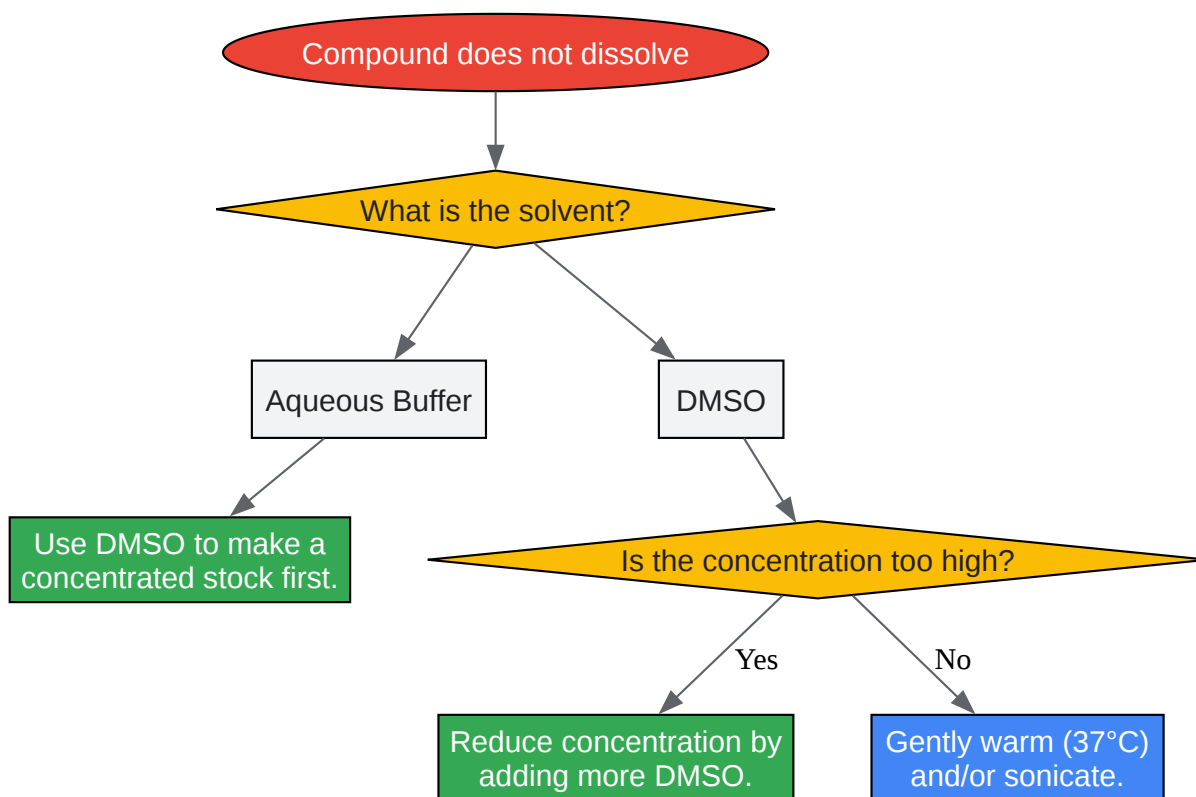 Compound does not dissolve
What is the solvent?
Aqueous Buffer
DMSO
Use DMSO to make a
concentrated stock first.
Is the concentration too high?
Yes
No
Reduce concentration by
adding more DMSO.
Gently warm (37°C)
and/or sonicate.